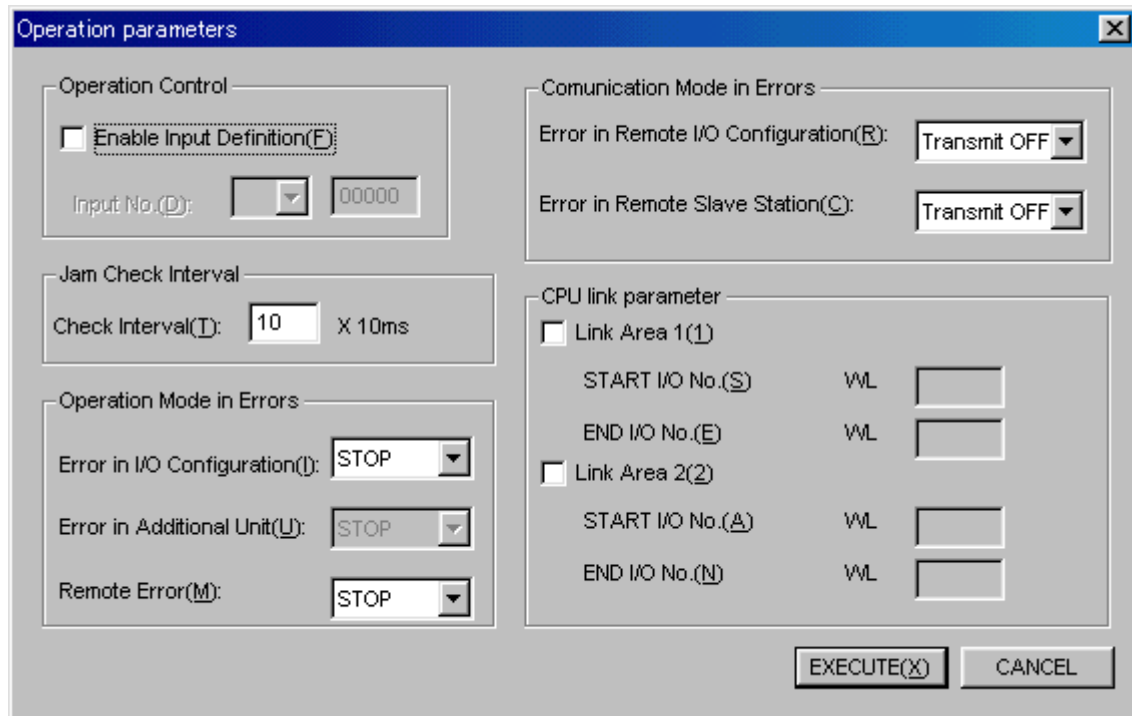 Operation parameters
Operation Control
Enable Input Definition(F)
Input No.(D): 00000
Jam Check Interval
Check Interval(T): 10 X 10ms
Operation Mode in Errors
Error in I/O Configuration(I): STOP
Error in Additional Unit(U): STOP
Remote Error(M): STOP
Comunication Mode in Errors
Error in Remote I/O Configuration(R): Transmit OFF
Error in Remote Slave Station(C): Transmit OFF
CPU link parameter
Link Area 1(1)
START I/O No.(S) WL
END I/O No.(E) WL
Link Area 2(2)
START I/O No.(A) WL
END I/O No.(N) WL
EXECUTE(X) CANCEL